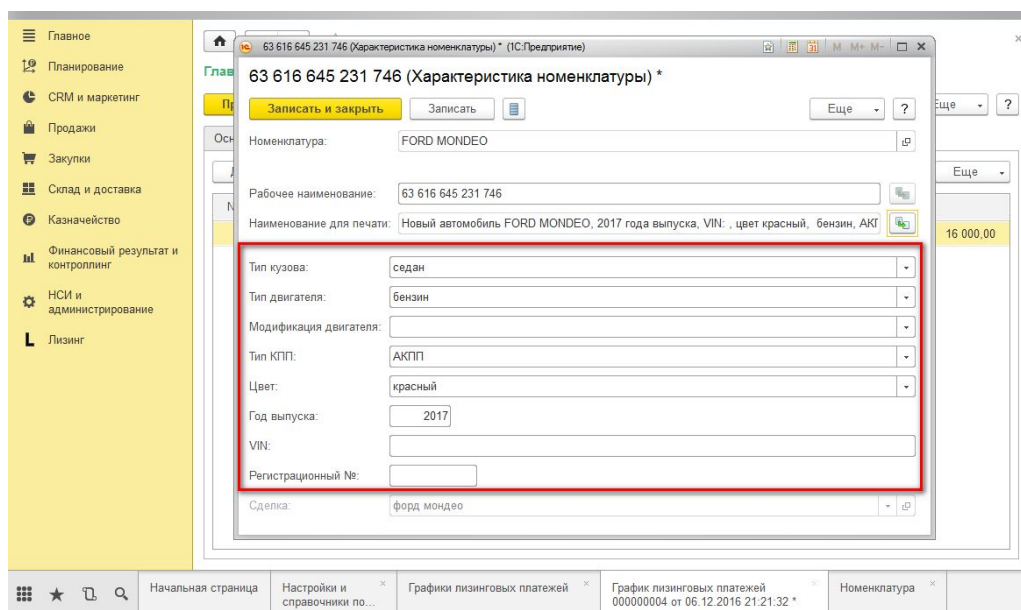 Главное
Планирование
CRM и маркетинг
Продажи
Закупки
Склад и доставка
Казначейство
Финансовый результат и
контроллинг
НСИ и
администрирование
Лизинг
63 616 645 231 746 (Характеристика номенклатуры) * (1С:Предприятие)
M M+ M-
63 616 645 231 746 (Характеристика номенклатуры) *
Записать и закрыть Записать Еще ?
Номенклатура: FORD MONDEO
Рабочее наименование: 63 616 645 231 746
Наименование для печати: Новый автомобиль FORD MONDEO, 2017 года выпуска, VIN: , цвет красный, бензин,
Тип кузова: седан
Тип двигателя: бензин
Модификация двигателя:
Тип КПП: АКПП
Цвет: красный
Год выпуска: 2017
VIN:
Регистрационный №:
Сделка: форд мондео
Еще ?
Еще
16 000,00
Начальная страница
Настройки и
справочники по...
Графики лизинговых платежей
График лизинговых платежей
000000004 от 06.12.2016 21:21:32 *
Номенклатура